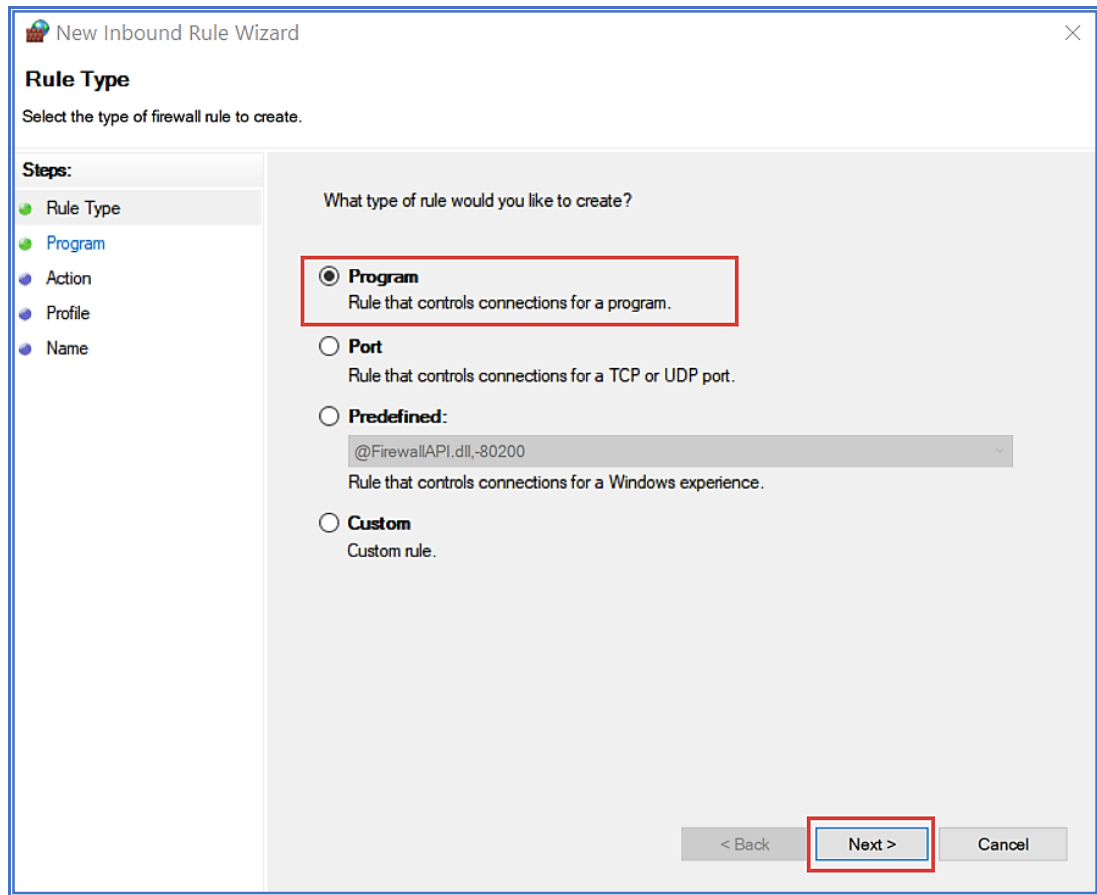 New Inbound Rule Wizard
Rule Type
Select the type of firewall rule to create.
Steps:
Rule Type
Program
Action
Profile
Name
What type of rule would you like to create?
Program
Rule that controls connections for a program.
Port
Rule that controls connections for a TCP or UDP port.
Predefined:
@FirewallAPI.dll,-80200
Rule that controls connections for a Windows experience.
Custom
Custom rule.
< Back Next > Cancel